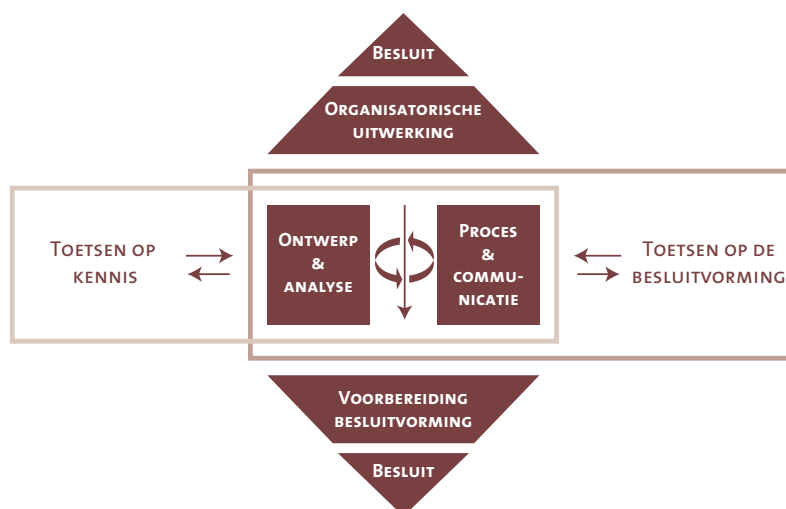 Besluit
Organisatorische
uitwerking
Toetsen op
kennis
Ontwerp
&
analyse
Proces
&
commu-
nicatie
Toetsen op de
besluitvorming
Voorbereiding
besluitvorming
Besluit